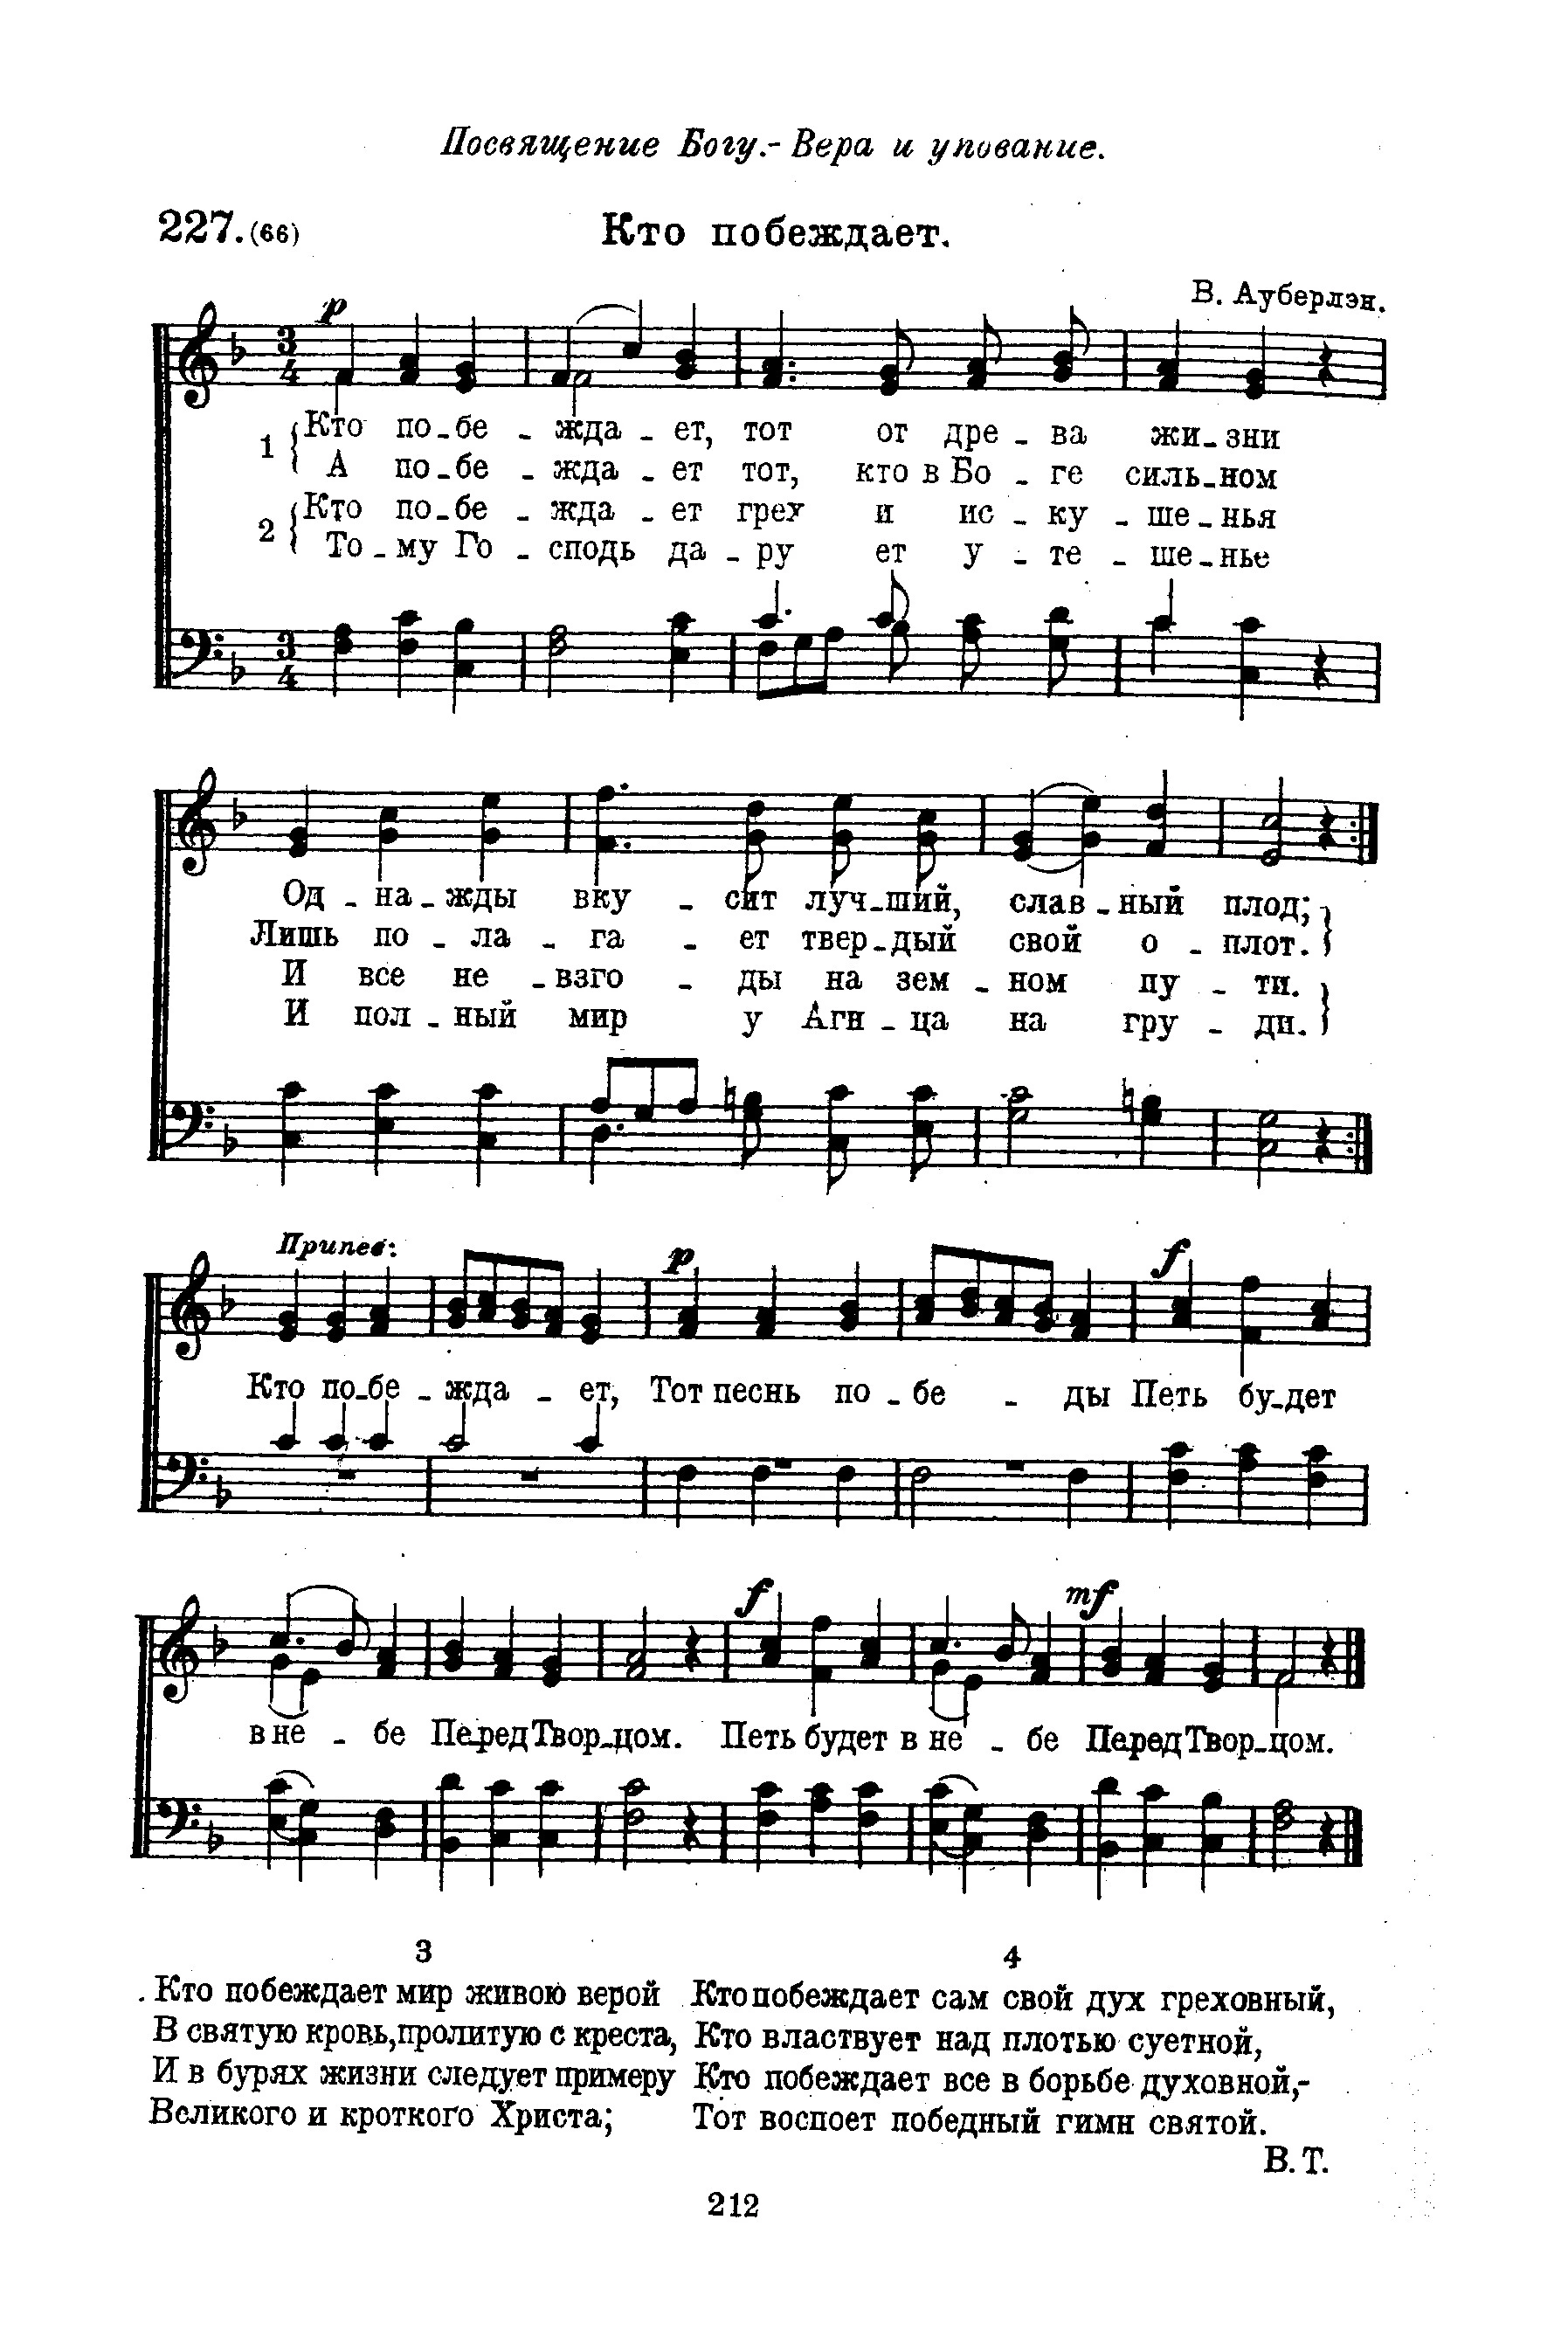 Посвящение Богу.- Вера и упование.
227.(66)
Кто побеждает.
В. Ауберлэн.
p
3/4
1 {Кто по-бе - жда - ет, тот от дре - ва жи-зни
А по-бе - жда - ет тот, кто в Бо - ге силь-ном
2 {Кто по-бе - жда - ет грех и ис - ку - ше-нья
То-му Го - сподь да - ру ет у - те - ше-нье
3/4
Од - на-жды вку - сит луч-ший, слав-ный плод;}
Лишь по - ла - га - ет твер-дый свой о - плот.
И все не -взго - ды на зем - ном пу - ти.}
И пол - ный мир у Агн - ца на гру - ди.
Припев:
p
f
Кто по-бе - жда - ет, Тот песнь по - бе - ды Петь бу-дет
f
mf
в не - бе Перед Твор-цом. Петь будет в не - бе Перед Твор-цом.
3
Кто побеждает мир живою верой
В святую кровь,пролитую с креста,
И в бурях жизни следует примеру
Великого и кроткого Христа;
4
Кто побеждает сам свой дух греховный,
Кто властвует над плотью суетной,
Кто побеждает все в борьбе духовной,-
Тот воспоет победный гимн святой.
В. Т.
212